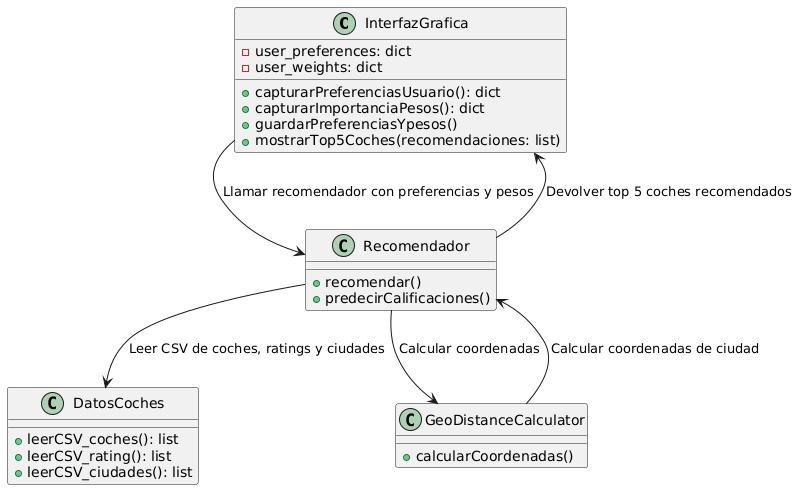 C InterfazGrafica
user_preferences: dict
user_weights: dict
capturarPreferenciasUsuario(): dict
capturarImportanciaPesos(): dict
guardarPreferenciasYpesos()
mostrarTop5Coches(recomendaciones: list)
Llamar recomendador con preferencias y pesos
Devolver top 5 coches recomendados
C Recomendador
recomendar()
predecirCalificaciones()
Leer CSV de coches, ratings y ciudades
Calcular coordenadas
Calcular coordenadas de ciudad
C DatosCoches
leerCSV_coches(): list
leerCSV_rating(): list
leerCSV_ciudades(): list
C GeoDistanceCalculator
calcularCoordenadas()